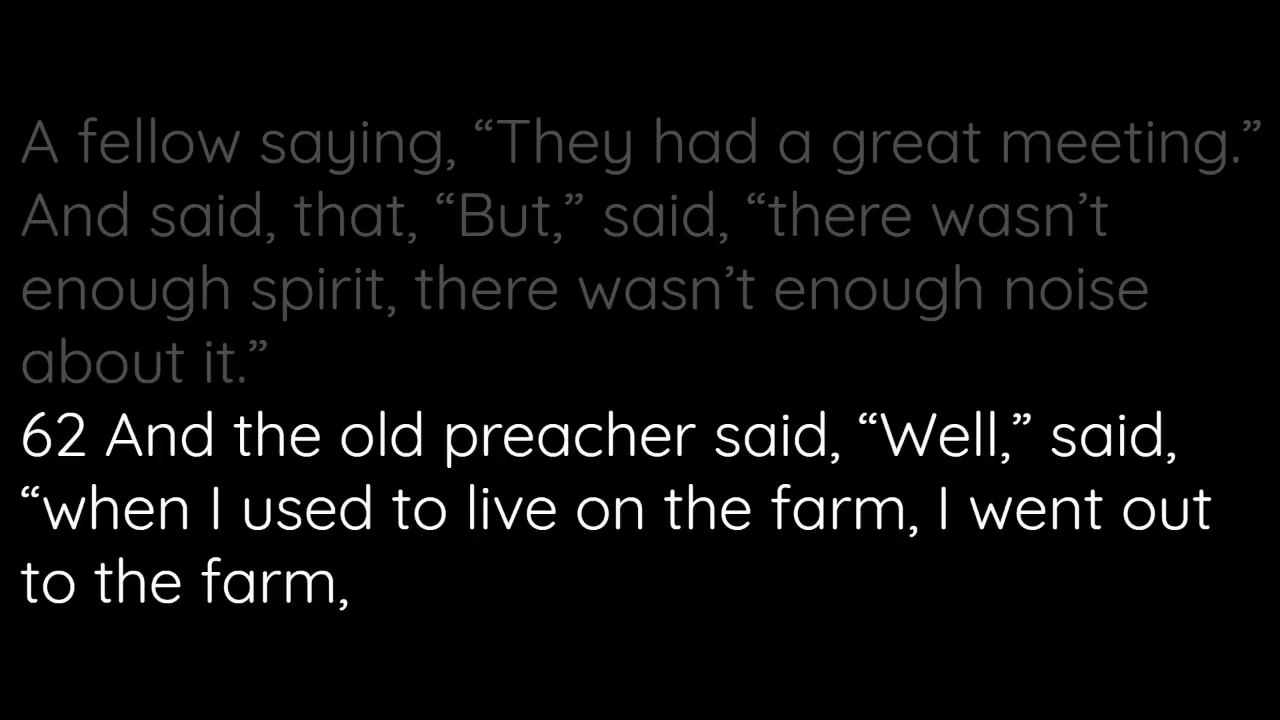 A fellow saying, “They had a great meeting.”
And said, that, “But,” said, “there wasn’t
enough spirit, there wasn’t enough noise
about it.”
62 And the old preacher said, “Well,” said,
“when I used to live on the farm, I went out
to the farm,